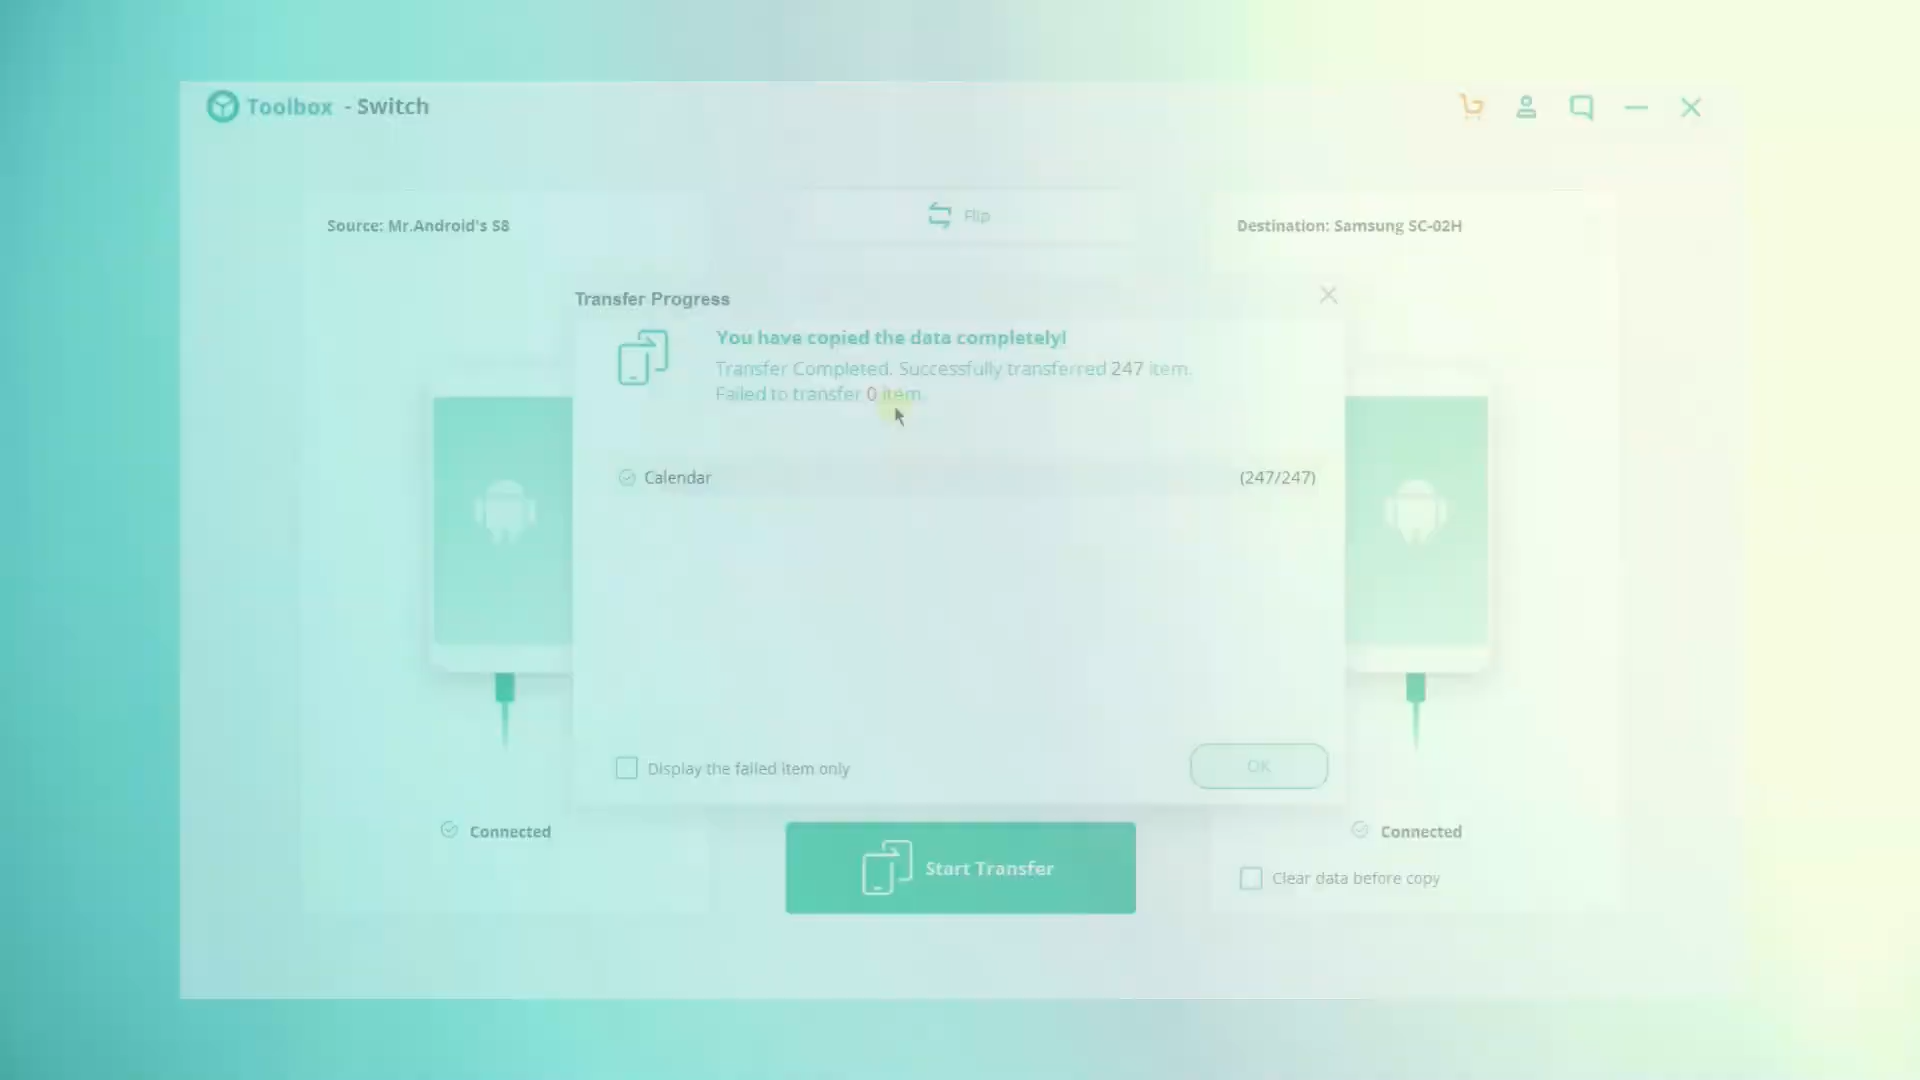 Toolbox - Switch
Source: Mr.Android's S8
Flip
Destination: Samsung SC-02H
Transfer Progress
You have copied the data completely!
Transfer Completed. Successfully transferred 247 item.
Failed to transfer 0 item.
Calendar
(247/247)
Display the failed item only
OK
Connected
Start Transfer
Connected
Clear data before copy